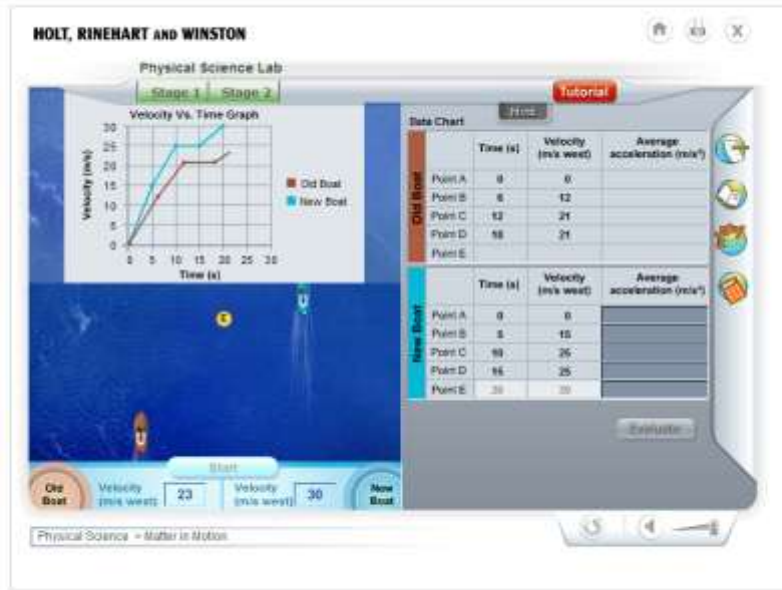 HOLT, RINEHART AND WINSTON
Physical Science Lab
Stage 1 Stage 2
Tutorial
Hint
Velocity Vs. Time Graph
Velocity (m/s)
30
25
20
15
10
5
0
0 5 10 15 20 25 30
Time (s)
Old Boat
New Boat
Data Chart
Old Boat
Time (s) Velocity (m/s west) Average acceleration (m/s²)
Point A 0 0
Point B 6 12
Point C 12 21
Point D 18 21
Point E
New Boat
Time (s) Velocity (m/s west) Average acceleration (m/s²)
Point A 0 0
Point B 5 15
Point C 10 25
Point D 15 25
Point E 20 30
Evaluate
E
Start
Old Boat
Velocity (m/s west) 23
Velocity (m/s west) 30
New Boat
Physical Science - Matter in Motion